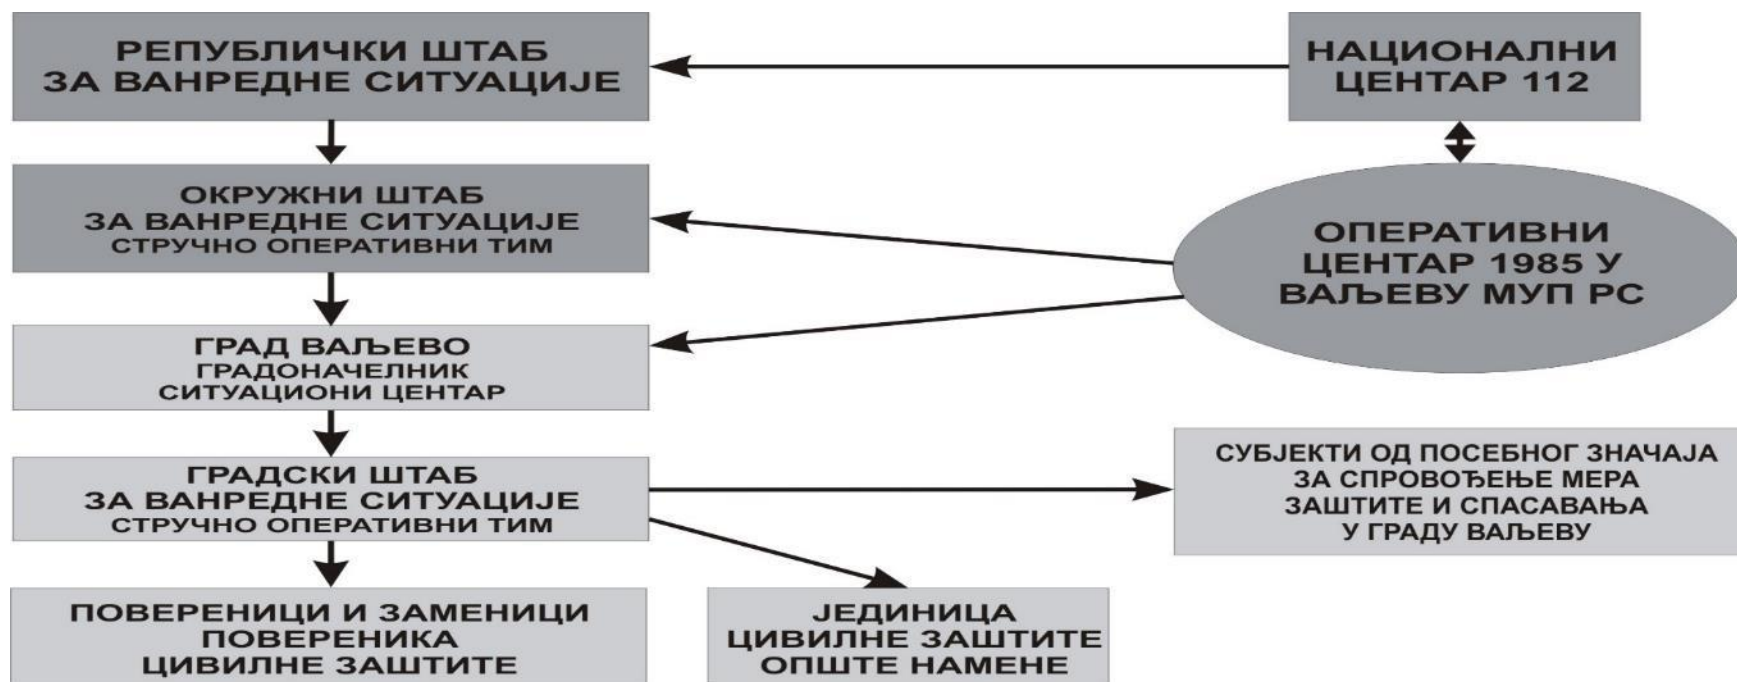 РЕПУБЛИЧКИ ШТАБ
ЗА ВАНРЕДНЕ СИТУАЦИЈЕ
НАЦИОНАЛНИ
ЦЕНТАР 112
ОКРУЖНИ ШТАБ
ЗА ВАНРЕДНЕ СИТУАЦИЈЕ
СТРУЧНО ОПЕРАТИВНИ ТИМ
ОПЕРАТИВНИ
ЦЕНТАР 1985 У
ВАЉЕВУ МУП РС
ГРАД ВАЉЕВО
ГРАДОНАЧЕЛНИК
СИТУАЦИОНИ ЦЕНТАР
ГРАДСКИ ШТАБ
ЗА ВАНРЕДНЕ СИТУАЦИЈЕ
СТРУЧНО ОПЕРАТИВНИ ТИМ
СУБЈЕКТИ ОД ПОСЕБНОГ ЗНАЧАЈА
ЗА СПРОВОЂЕЊЕ МЕРА
ЗАШТИТЕ И СПАСАВАЊА
У ГРАДУ ВАЉЕВУ
ПОВЕРЕНИЦИ И ЗАМЕНИЦИ
ПОВЕРЕНИКА
ЦИВИЛНЕ ЗАШТИТЕ
ЈЕДИНИЦА
ЦИВИЛНЕ ЗАШТИТЕ
ОПШТЕ НАМЕНЕ